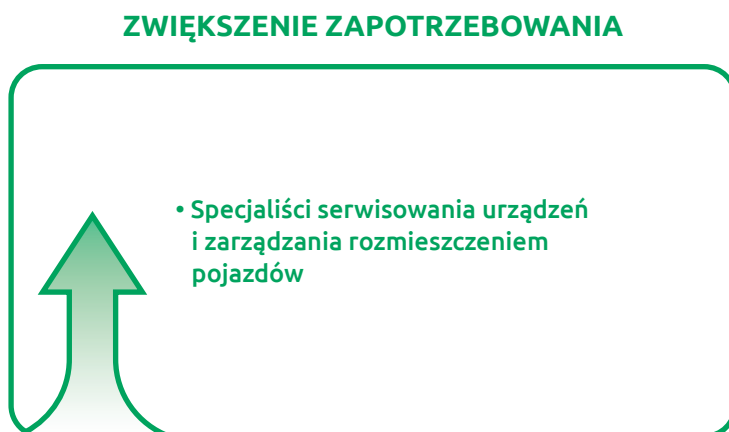 ZWIĘKSZENIE ZAPOTRZEBOWANIA
• Specjaliści serwisowania urządzeń
i zarządzania rozmieszczeniem
pojazdów